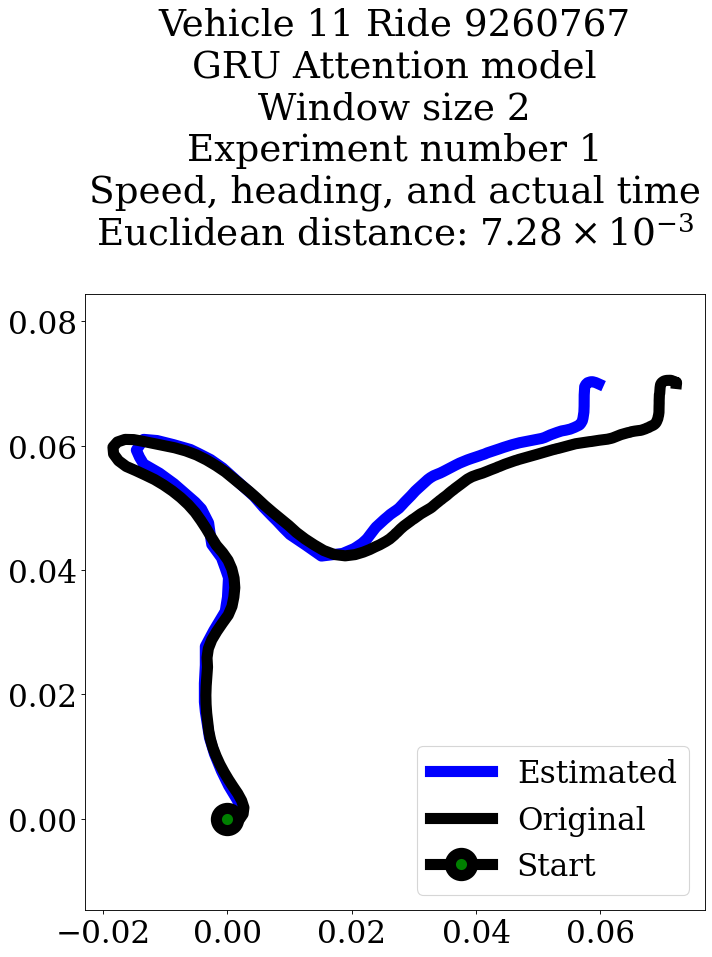 Vehicle 11 Ride 9260767
GRU Attention model
Window size 2
Experiment number 1
Speed, heading, and actual time
Euclidean distance: 7.28 × 10⁻³
0.08
0.06
0.04
0.02
0.00
Estimated
Original
Start
−0.02 0.00 0.02 0.04 0.06